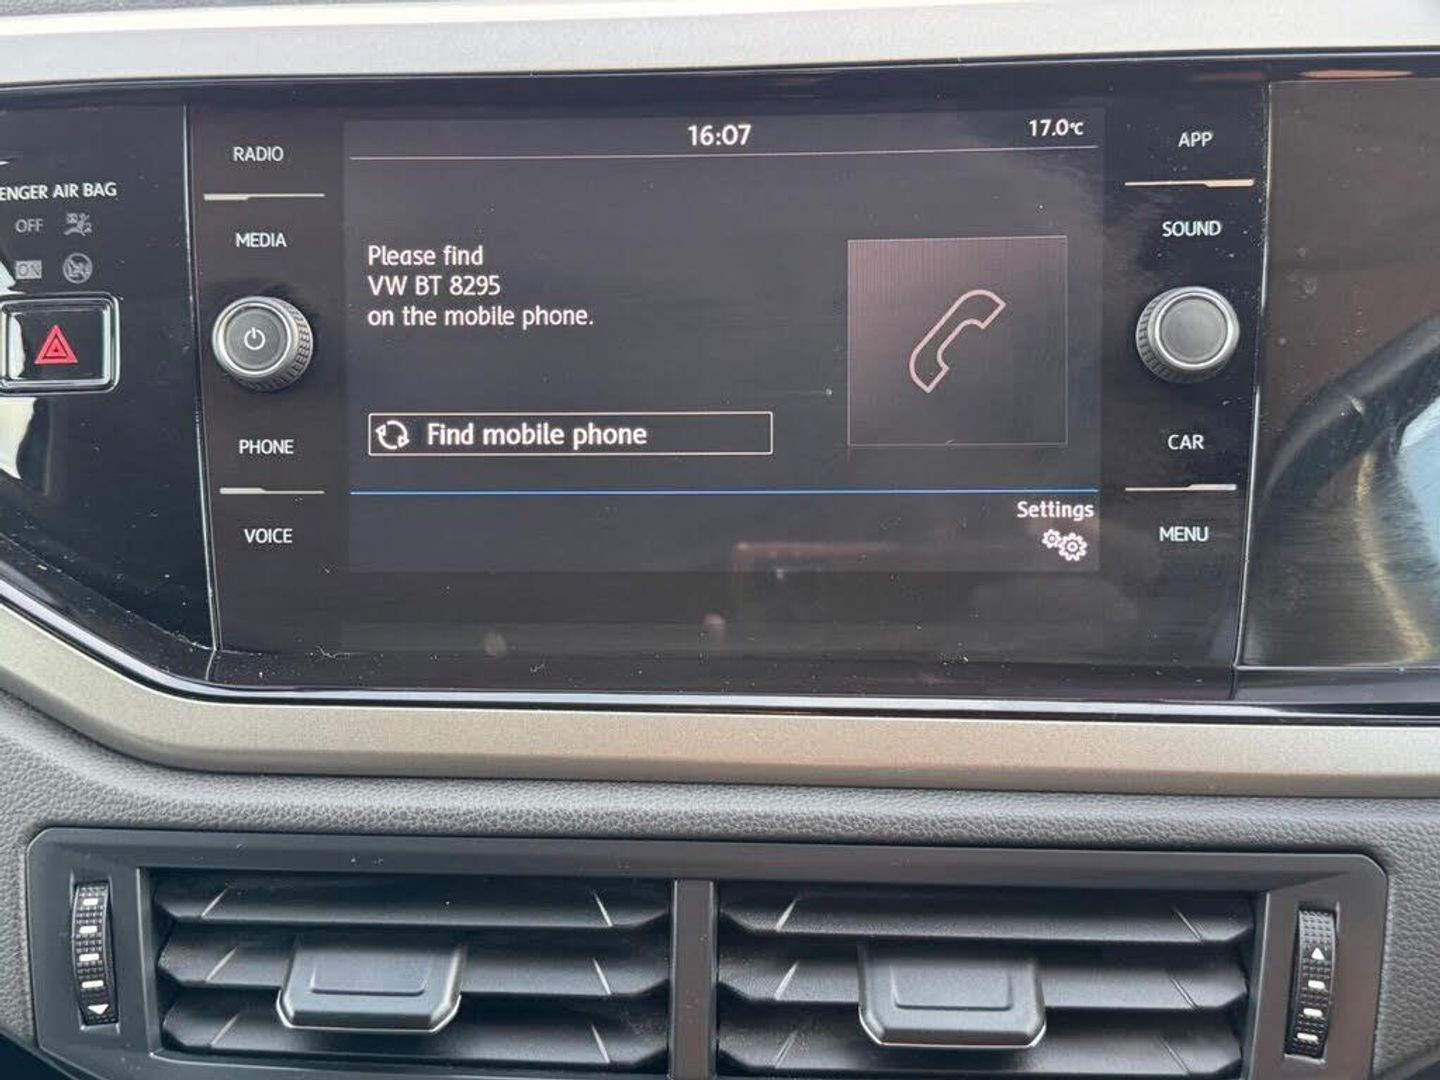 16:07
17.0°C
RADIO
MEDIA
PHONE
VOICE
ENGER AIR BAG
OFF
ON
Please find
VW BT 8295
on the mobile phone.
Find mobile phone
Settings
APP
SOUND
CAR
MENU